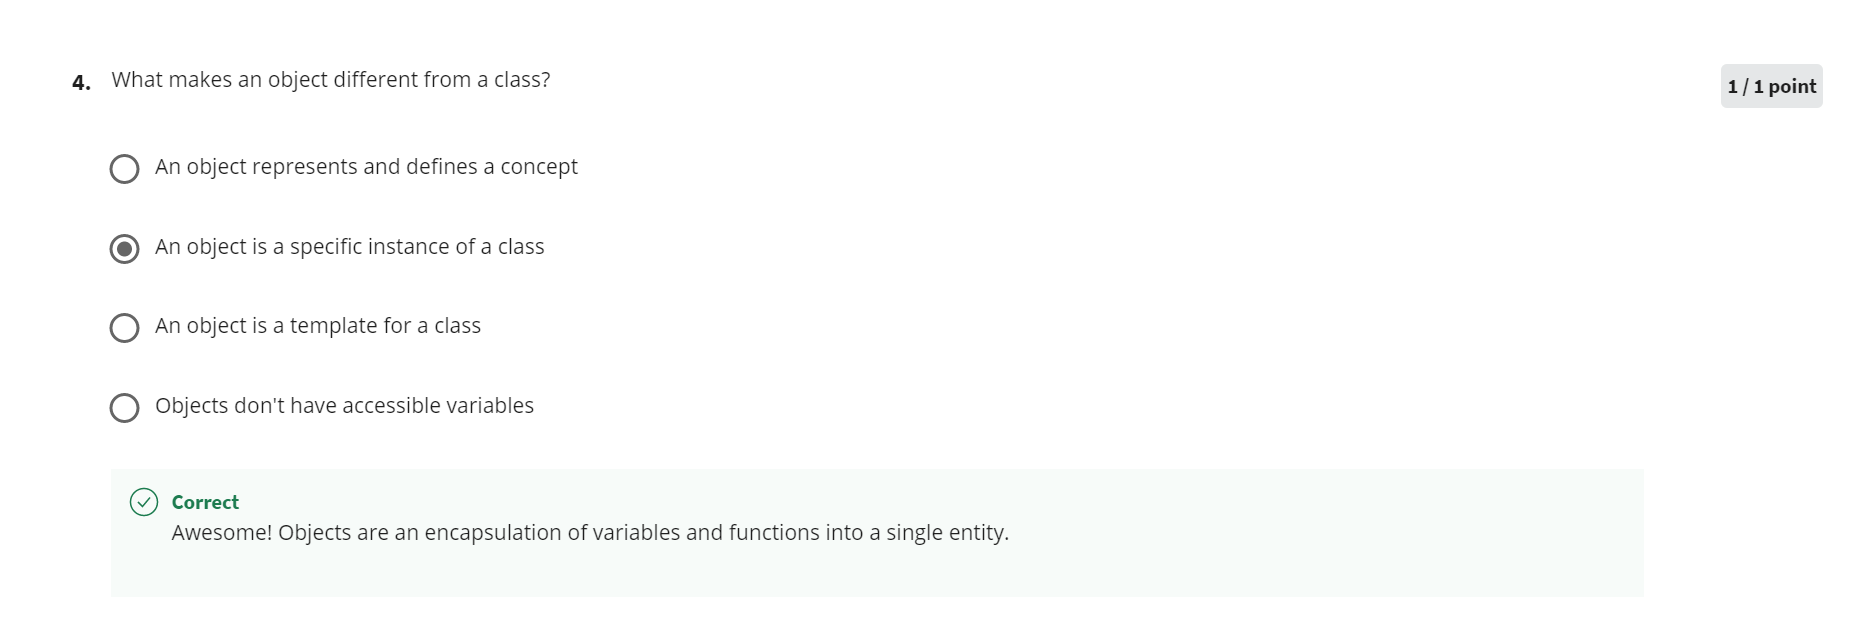 4. What makes an object different from a class?
1 / 1 point
An object represents and defines a concept
An object is a specific instance of a class
An object is a template for a class
Objects don't have accessible variables
Correct
Awesome! Objects are an encapsulation of variables and functions into a single entity.